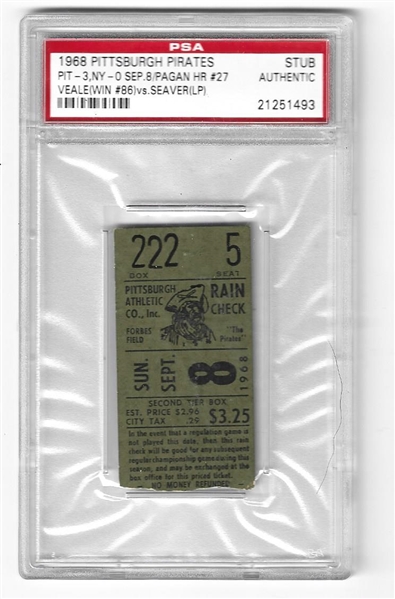 PSA
1968 PITTSBURGH PIRATES STUB
PIT-3,NY-0 SEP.8/PAGAN HR #27 AUTHENTIC
VEALE(WIN #86)vs.SEAVER(LP) 21251493
222 5
BOX SEAT
PITTSBURGH ATHLETIC CO., Inc.
RAIN CHECK
FORBES FIELD
"The Pirates"
SUN. SEPT. 8 1968
SECOND TIER BOX
EST. PRICE $2.96
CITY TAX .29 $3.25
In the event that a regulation game is
not played this date, then this rain
check will be good for any subsequent
regular championship game during this
season, and may be exchanged at the
box office for this priced ticket.
NO MONEY REFUNDED